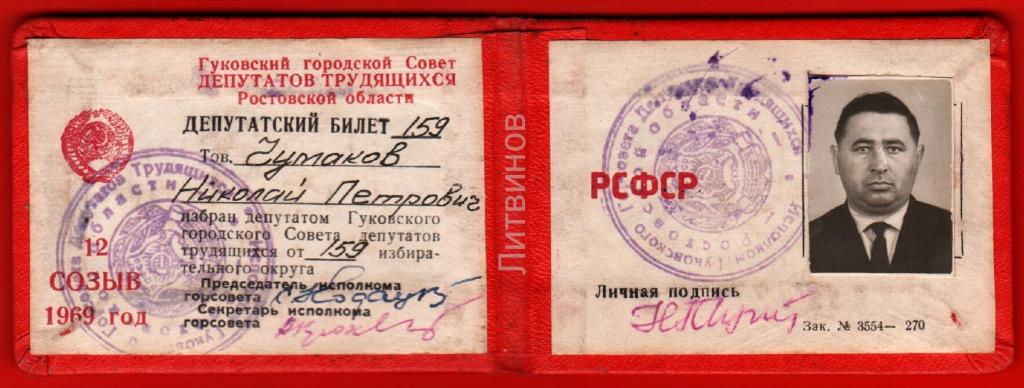 Гуковский городской Совет
ДЕПУТАТОВ ТРУДЯЩИХСЯ
Ростовской области
ДЕПУТАТСКИЙ БИЛЕТ 159
Тов. Чумаков
Николай Петрович
избран депутатом Гуковского
городского Совета депутатов
трудящихся от 159 избира-
тельного округа
Председатель исполкома
горсовета
Секретарь исполкома
горсовета
12
СОЗЫВ
1969 год
Литвинов
РСФСР
Личная подпись
Зак. № 3554— 270